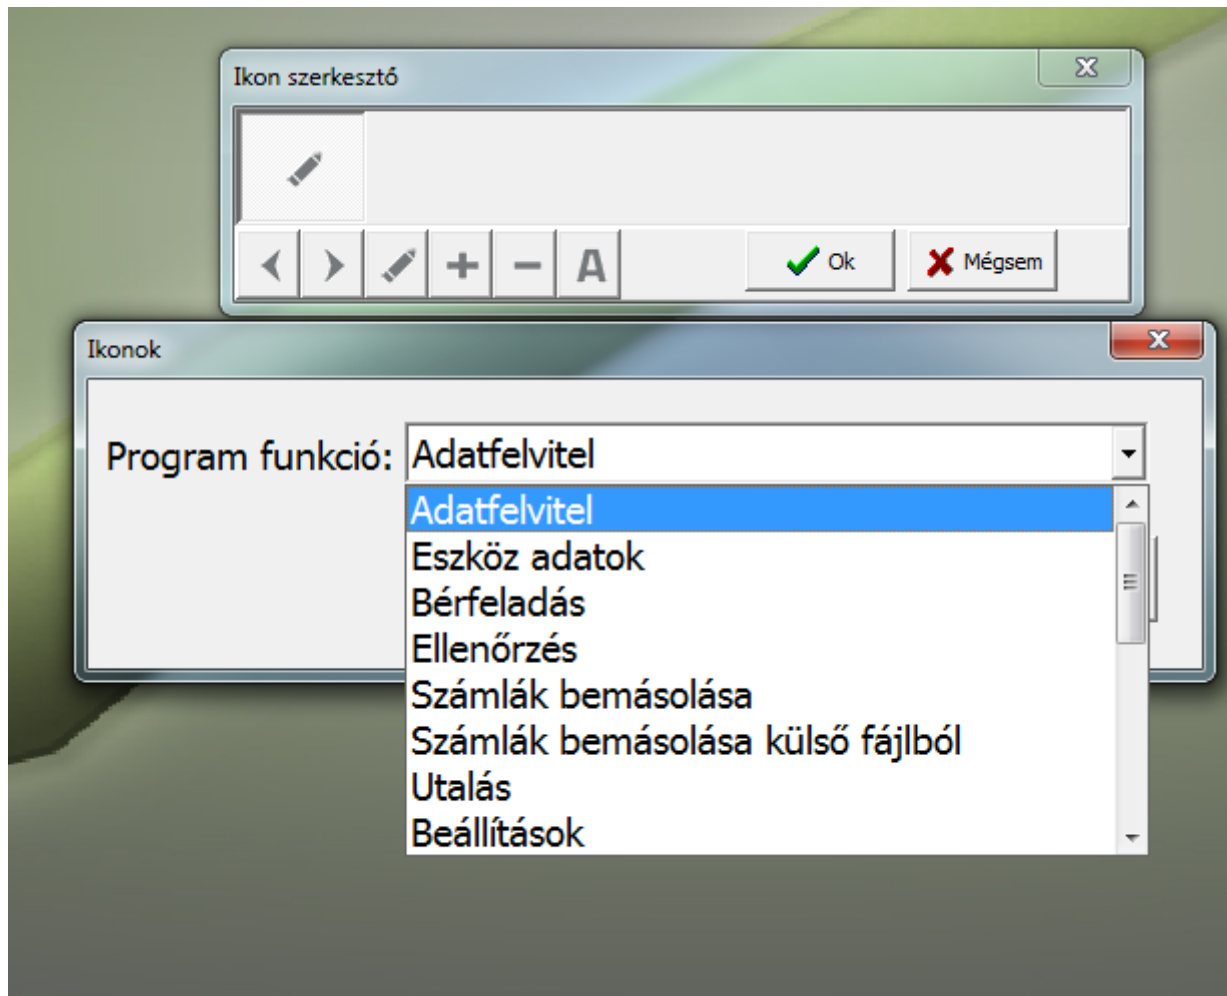 Ikon szerkesztő
A
Ok
Mégsem
Ikonok
Program funkció: Adatfelvitel
Adatfelvitel
Eszköz adatok
Bérfeladás
Ellenőrzés
Számlák bemásolása
Számlák bemásolása külső fájlból
Utalás
Beállítások